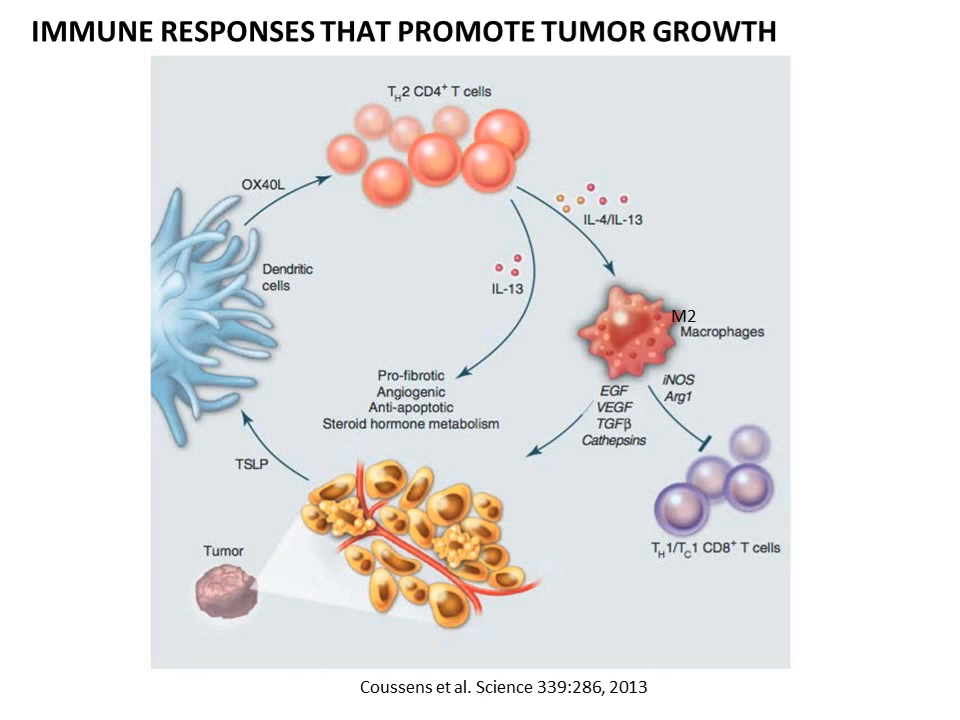 IMMUNE RESPONSES THAT PROMOTE TUMOR GROWTH
TH2 CD4+ T cells
OX40L
IL-4/IL-13
Dendritic
cells
IL-13
M2
Macrophages
Pro-fibrotic
Angiogenic
Anti-apoptotic
Steroid hormone metabolism
EGF
VEGF
TGFβ
Cathepsins
iNOS
Arg1
TSLP
Tumor
TH1/TC1 CD8+ T cells
Coussens et al. Science 339:286, 2013